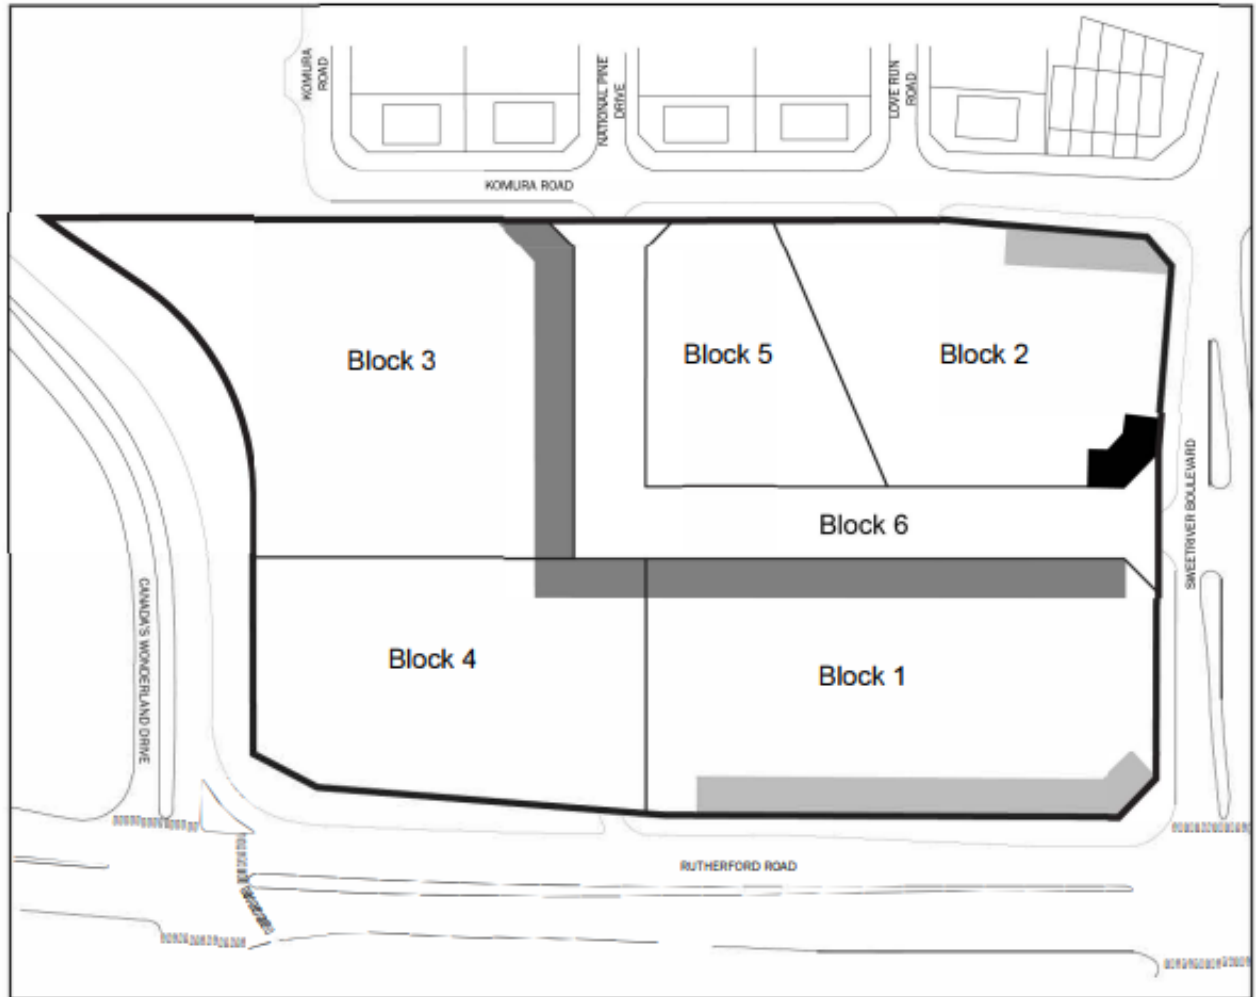 KOMURA
ROAD
NATIONAL PINE
DRIVE
LOVE RUN
ROAD
KOMURA ROAD
Block 3
Block 5
Block 2
SWEETRIVER BOULEVARD
Block 6
CANADA'S WONDERLAND DRIVE
Block 4
Block 1
RUTHERFORD ROAD